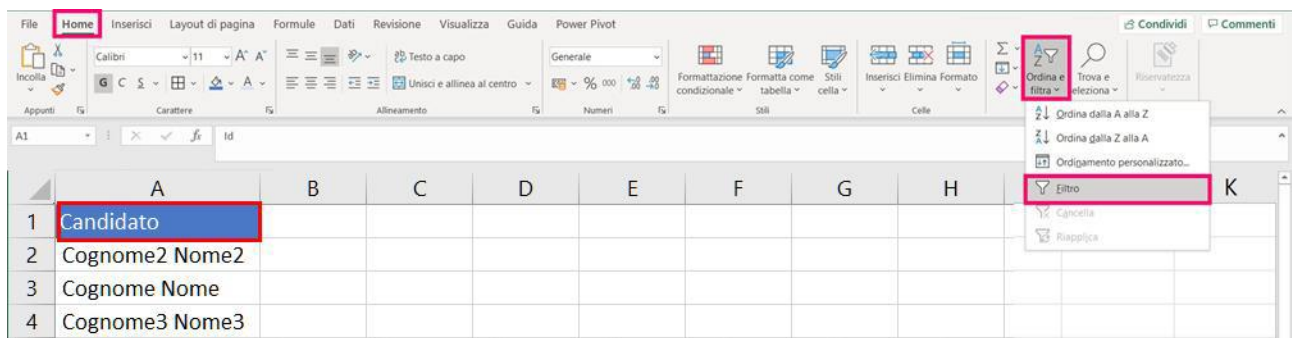 File Home Inserisci Layout di pagina Formule Dati Revisione Visualizza Guida Power Pivot Condividi Commenti
Incolla
Calibri 11 A^ Aˇ
G C S A
Testo a capo
Unisci e allinea al centro
Generale
% 000
Formattazione condizionale
Formatta come tabella
Stili cella
Inserisci Elimina Formato
Ordina e filtra
Trova e seleziona
Riservatezza
Appunti Carattere Allineamento Numeri Stili Celle
A1 fx Id
Ordina dalla A alla Z
Ordina dalla Z alla A
Ordinamento personalizzato...
Filtro
Cancella
Riapplica
A B C D E F G H K
1 Candidato
2 Cognome2 Nome2
3 Cognome Nome
4 Cognome3 Nome3